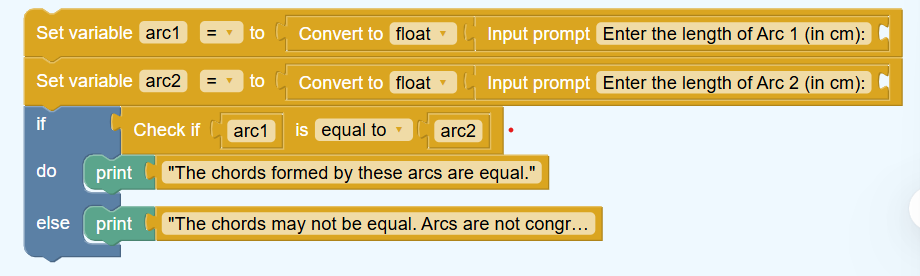 Set variable arc1 = to Convert to float Input prompt Enter the length of Arc 1 (in cm):
Set variable arc2 = to Convert to float Input prompt Enter the length of Arc 2 (in cm):
if Check if arc1 is equal to arc2
do print "The chords formed by these arcs are equal."
else print "The chords may not be equal. Arcs are not congr…